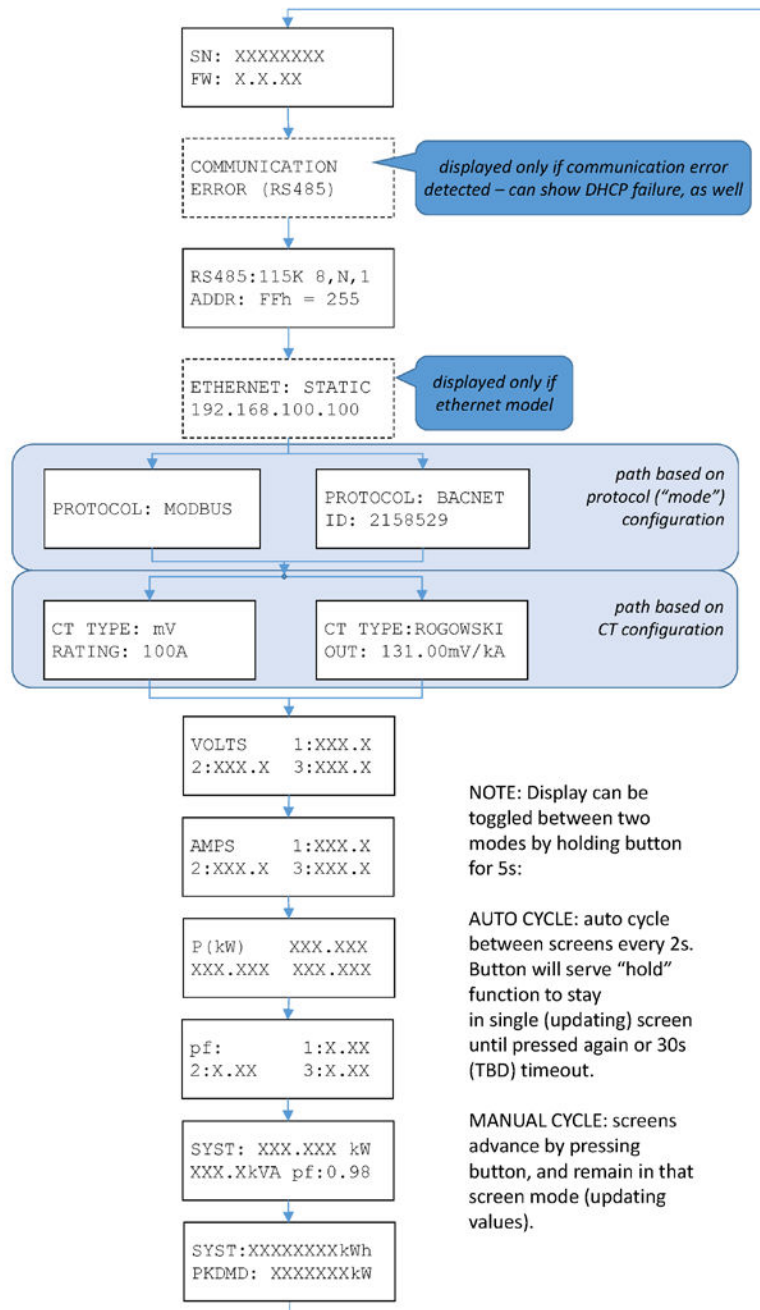 SN: XXXXXXXX
FW: X.X.XX
COMMUNICATION
ERROR (RS485)
displayed only if communication error
detected – can show DHCP failure, as well
RS485:115K 8,N,1
ADDR: FFh = 255
ETHERNET: STATIC
192.168.100.100
displayed only if
ethernet model
PROTOCOL: MODBUS
PROTOCOL: BACNET
ID: 2158529
path based on
protocol (“mode”)
configuration
CT TYPE: mV
RATING: 100A
CT TYPE:ROGOWSKI
OUT: 131.00mV/kA
path based on
CT configuration
VOLTS 1:XXX.X
2:XXX.X 3:XXX.X
AMPS 1:XXX.X
2:XXX.X 3:XXX.X
P(kW) XXX.XXX
XXX.XXX XXX.XXX
pf: 1:X.XX
2:X.XX 3:X.XX
SYST: XXX.XXX kW
XXX.XkVA pf:0.98
SYST:XXXXXXXXkWh
PKDMD: XXXXXXXkW
NOTE: Display can be
toggled between two
modes by holding button
for 5s:
AUTO CYCLE: auto cycle
between screens every 2s.
Button will serve “hold”
function to stay
in single (updating) screen
until pressed again or 30s
(TBD) timeout.
MANUAL CYCLE: screens
advance by pressing
button, and remain in that
screen mode (updating
values).